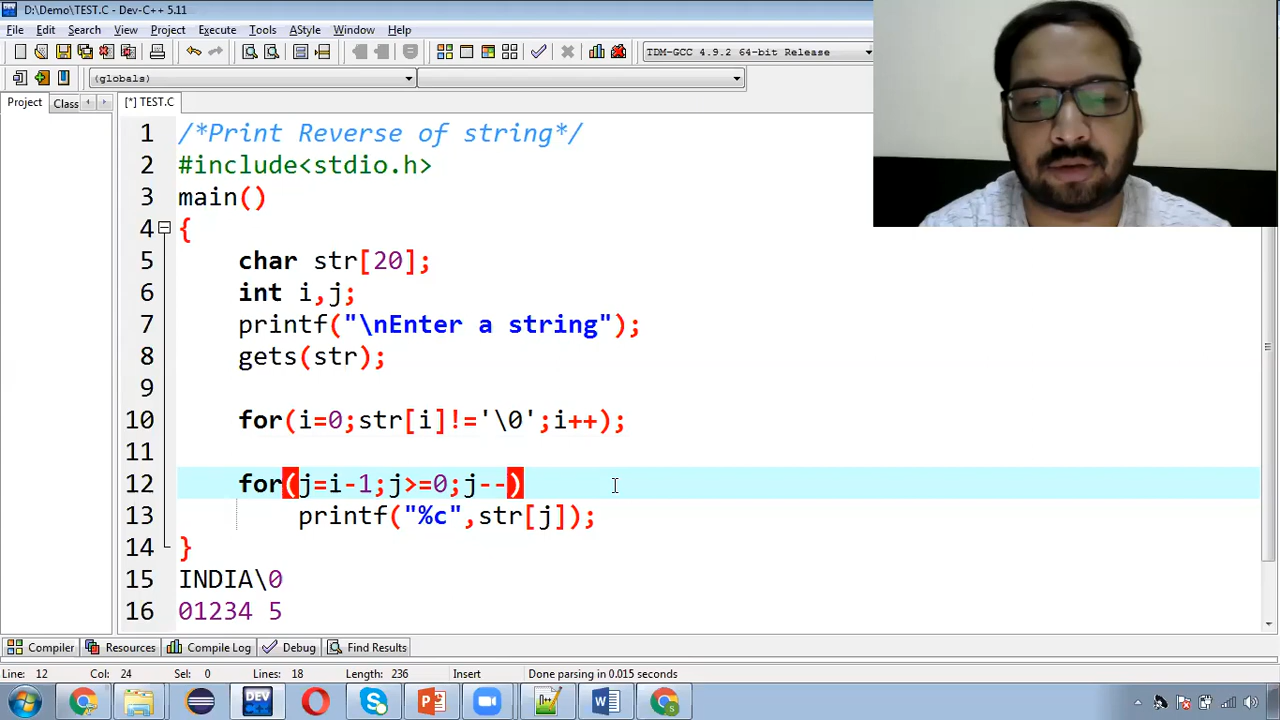 D:\Demo\TEST.C - Dev-C++ 5.11
File Edit Search View Project Execute Tools AStyle Window Help
TDM-GCC 4.9.2 64-bit Release
(globals)
Project Class [*] TEST.C
1 /*Print Reverse of string*/
2 #include<stdio.h>
3 main()
4 {
5 char str[20];
6 int i,j;
7 printf("\nEnter a string");
8 gets(str);
9
10 for(i=0;str[i]!='\0';i++);
11
12 for(j=i-1;j>=0;j--)
13 printf("%c",str[j]);
14 }
15 INDIA\0
16 01234 5
Compiler Resources Compile Log Debug Find Results
Line: 12 Col: 24 Sel: 0 Lines: 18 Length: 236 Insert Done parsing in 0.015 seconds
DEV